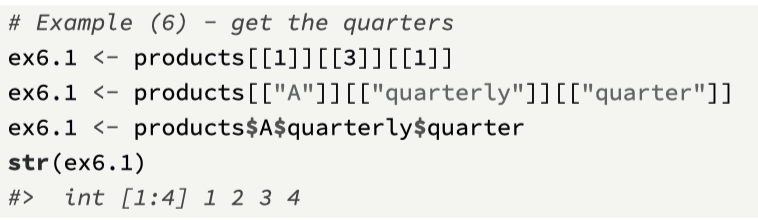 # Example (6) - get the quarters
ex6.1 <- products[[1]][[3]][[1]]
ex6.1 <- products[["A"]][["quarterly"]][["quarter"]]
ex6.1 <- products$A$quarterly$quarter
str(ex6.1)
#>  int [1:4] 1 2 3 4